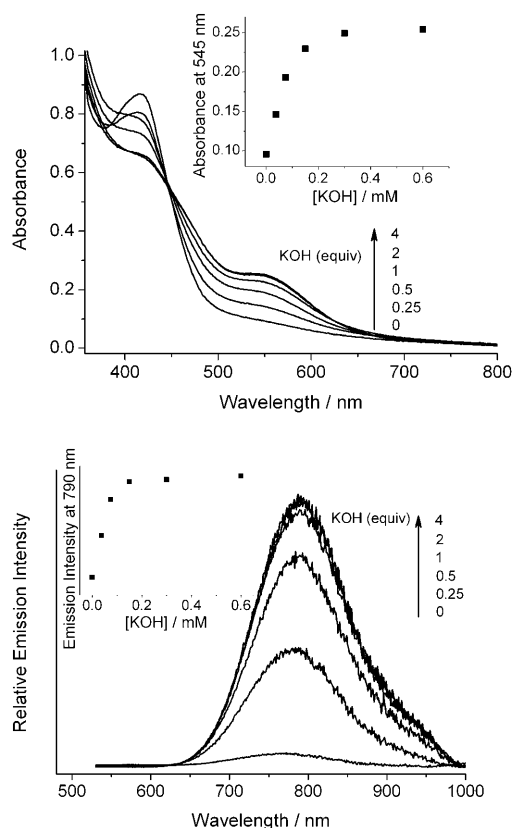 Absorbance
1.0
0.8
0.6
0.4
0.2
0.0
400 500 600 700 800
Wavelength / nm
Absorbance at 545 nm
0.25
0.20
0.15
0.10
0.0 0.2 0.4 0.6
[KOH] / mM
KOH (equiv)
4
2
1
0.5
0.25
0
Relative Emission Intensity
500 600 700 800 900 1000
Wavelength / nm
Emission Intensity at 790 nm
0.0 0.2 0.4 0.6
[KOH] / mM
KOH (equiv)
4
2
1
0.5
0.25
0